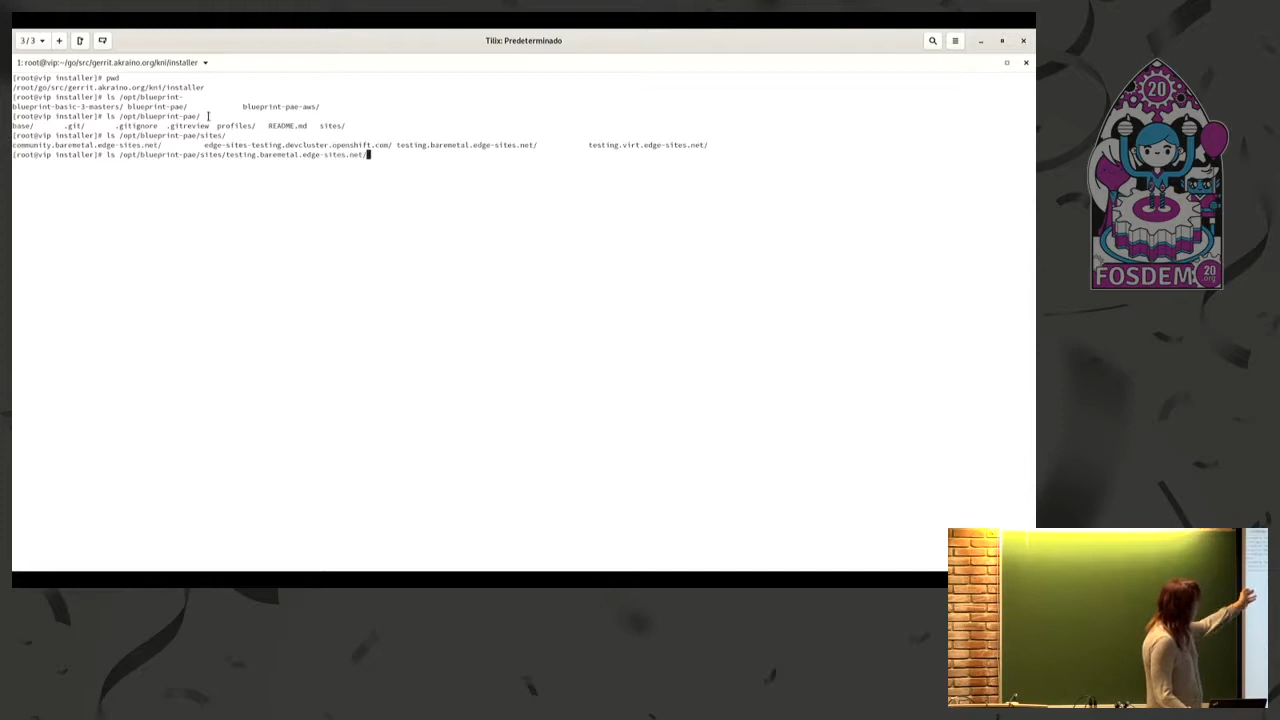 3/3
Tilix: Predeterminado
1: root@vip:~/go/src/gerrit.akraino.org/kni/installer
[root@vip installer]# pwd
/root/go/src/gerrit.akraino.org/kni/installer
[root@vip installer]# ls /opt/blueprint-
blueprint-basic-3-masters/ blueprint-pae/ blueprint-pae-aws/
[root@vip installer]# ls /opt/blueprint-pae/
base/ .git/ .gitignore .gitreview profiles/ README.md sites/
[root@vip installer]# ls /opt/blueprint-pae/sites/
community.baremetal.edge-sites.net/ edge-sites-testing.devcluster.openshift.com/ testing.baremetal.edge-sites.net/ testing.virt.edge-sites.net/
[root@vip installer]# ls /opt/blueprint-pae/sites/testing.baremetal.edge-sites.net/
20
FOSDEM
20
.org